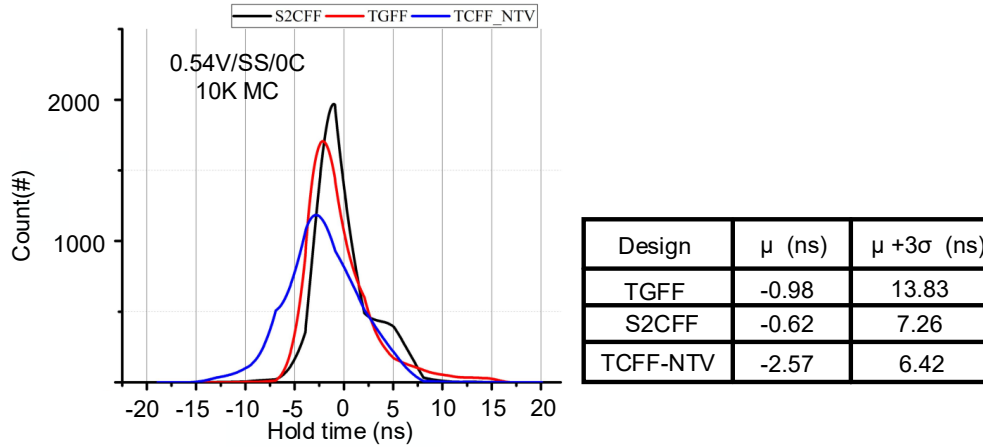 S2CFF TGFF TCFF_NTV
0.54V/SS/0C
10K MC
2000
1000
Count(#)
-20 -15 -10 -5 0 5 10 15 20
Hold time (ns)
Design μ (ns) μ +3σ (ns)
TGFF -0.98 13.83
S2CFF -0.62 7.26
TCFF-NTV -2.57 6.42